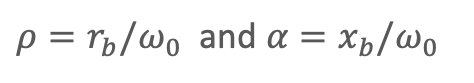 ρ = r_b/ω_0 and α = x_b/ω_0